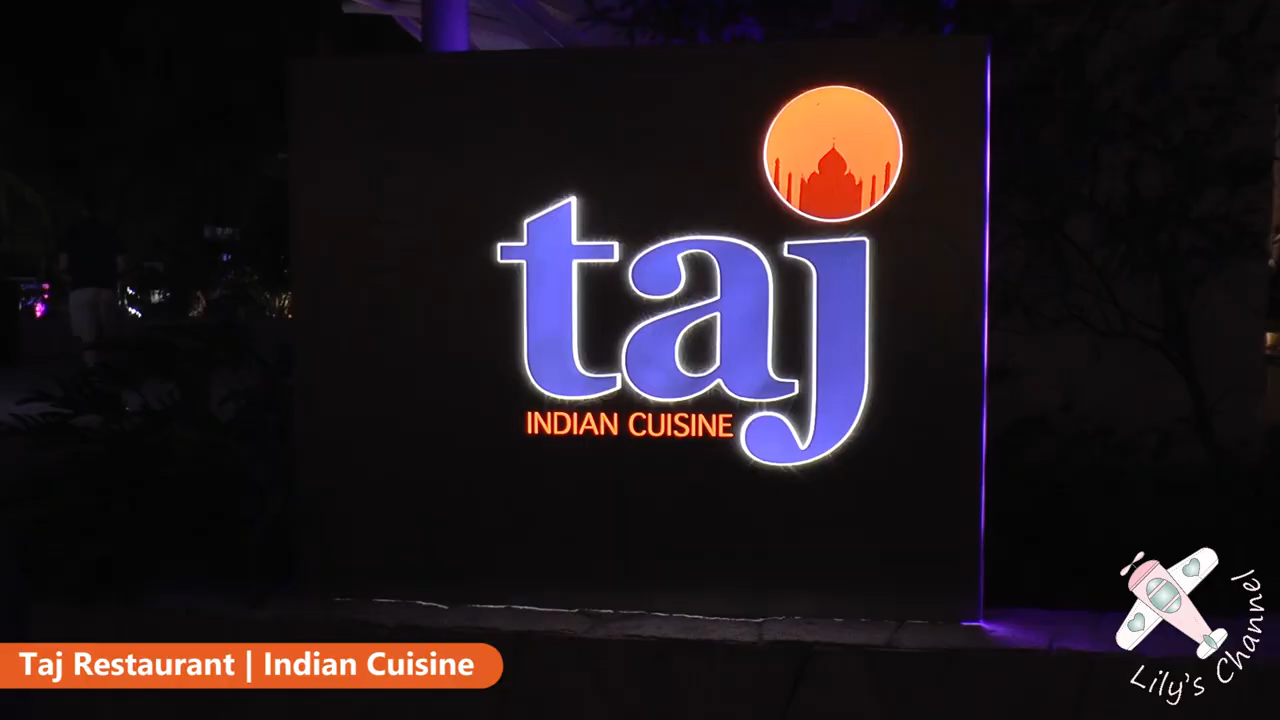 taj
INDIAN CUISINE
Taj Restaurant | Indian Cuisine
Lily's Channel